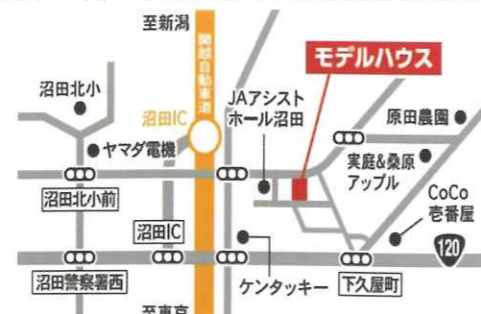 至新潟
関越自動車道
モデルハウス
沼田北小
沼田IC
JAアシスト
ホール沼田
原田農園
ヤマダ電機
実庭&桑原
アップル
CoCo
壱番屋
沼田北小前
沼田IC
120
沼田警察署西
ケンタッキー
下久屋町
至東京